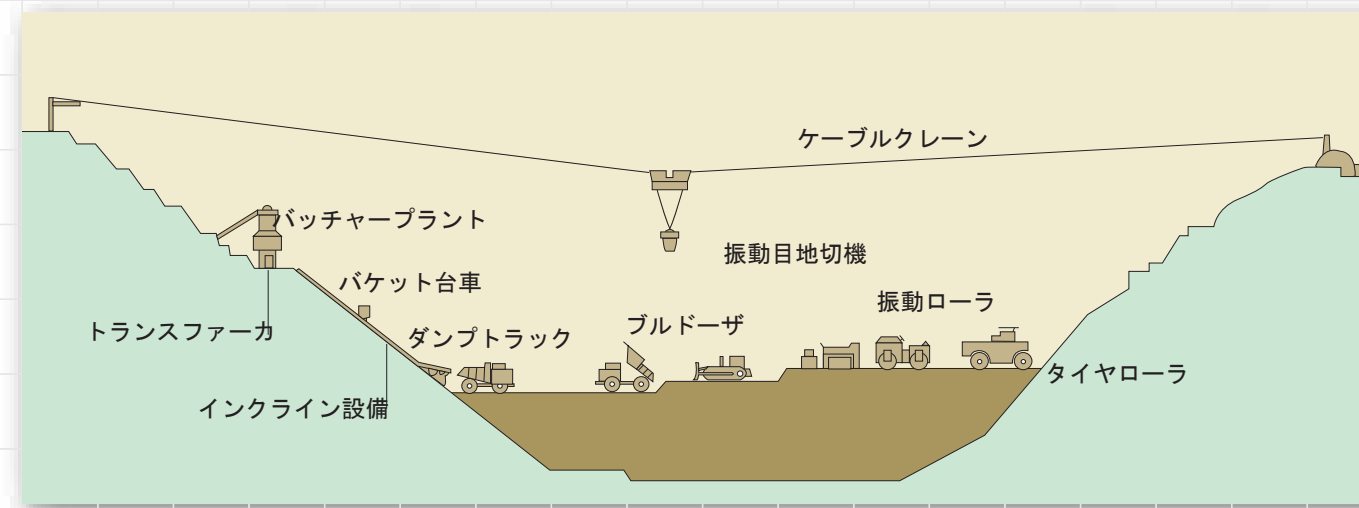 ケーブルクレーン
バッチャープラント
振動目地切機
バケット台車
振動ローラ
トランスファーカ
ダンプトラック
ブルドーザ
タイヤローラ
インクライン設備